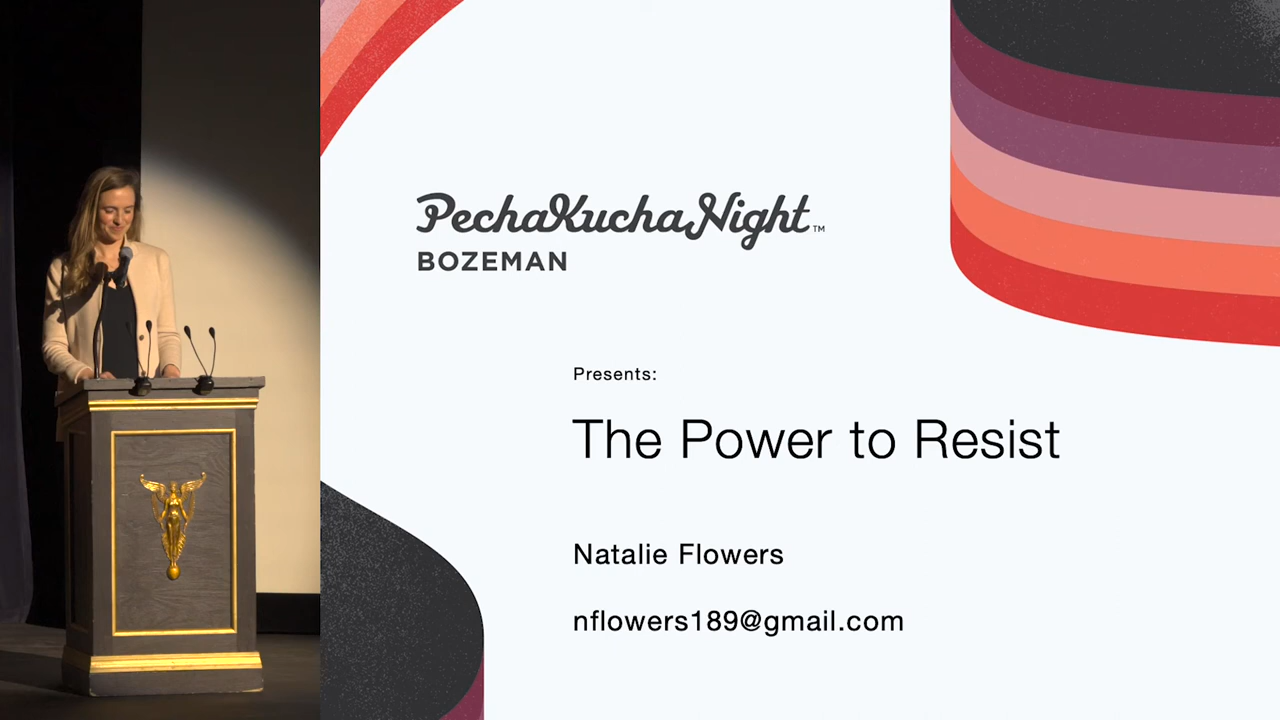 PechaKuchaNight™
BOZEMAN
Presents:
The Power to Resist
Natalie Flowers
nflowers189@gmail.com